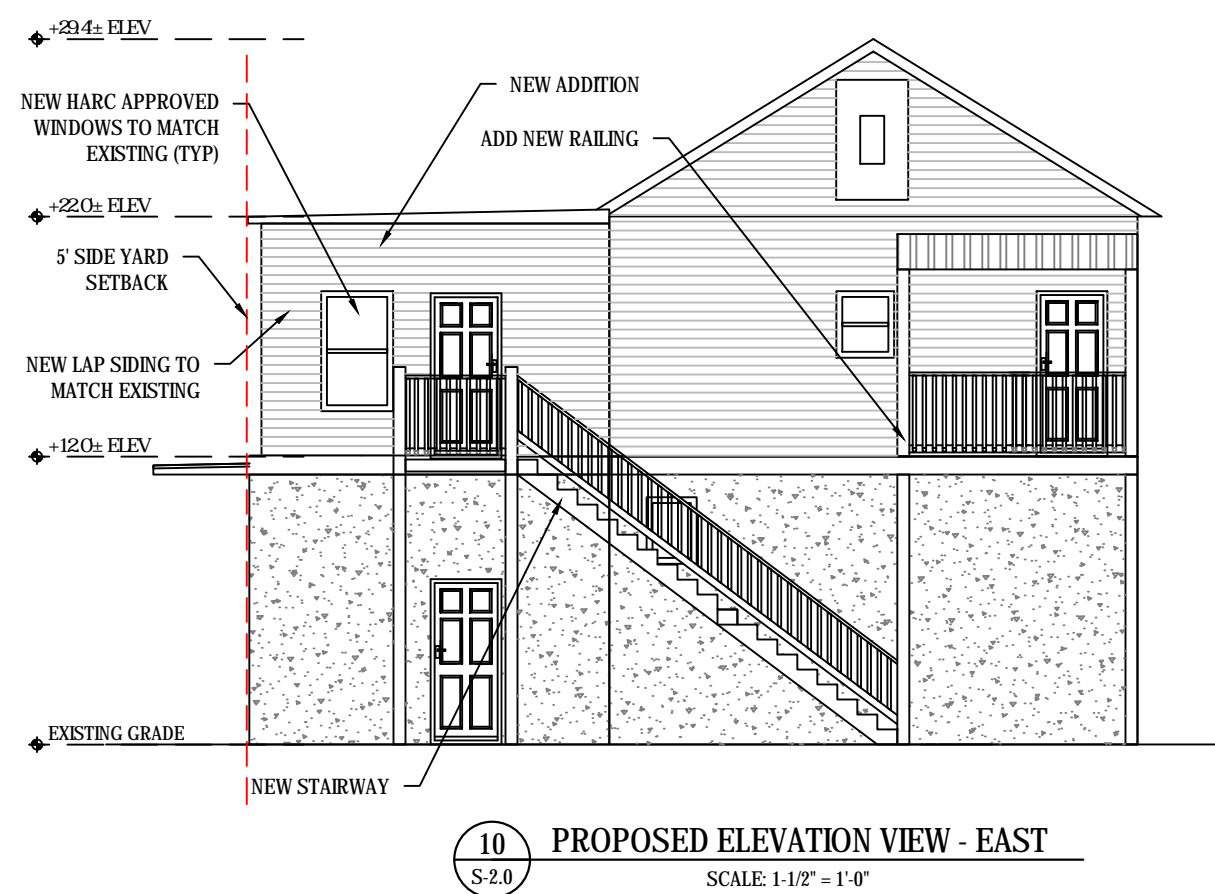 +29.4± ELEV
NEW HARC APPROVED
WINDOWS TO MATCH
EXISTING (TYP)
NEW ADDITION
ADD NEW RAILING
+22.0± ELEV
5' SIDE YARD
SETBACK
NEW LAP SIDING TO
MATCH EXISTING
+12.0± ELEV
EXISTING GRADE
NEW STAIRWAY
10
S-2.0
PROPOSED ELEVATION VIEW - EAST
SCALE: 1-1/2" = 1'-0"